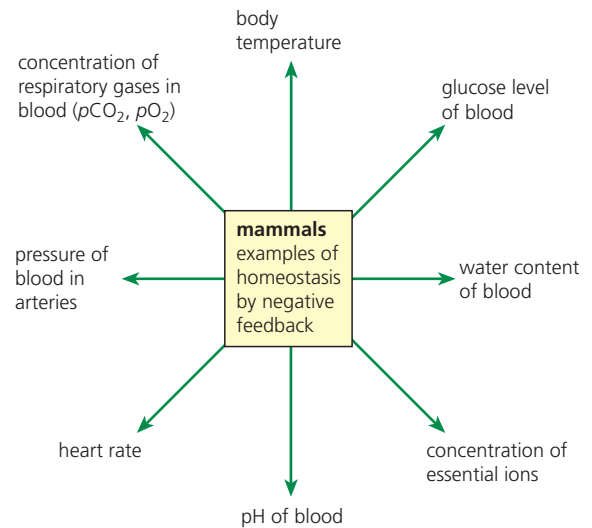 body
temperature
concentration of
respiratory gases in
blood (pCO₂, pO₂)
glucose level
of blood
mammals
examples of
homeostasis
by negative
feedback
pressure of
blood in
arteries
water content
of blood
heart rate
concentration of
essential ions
pH of blood